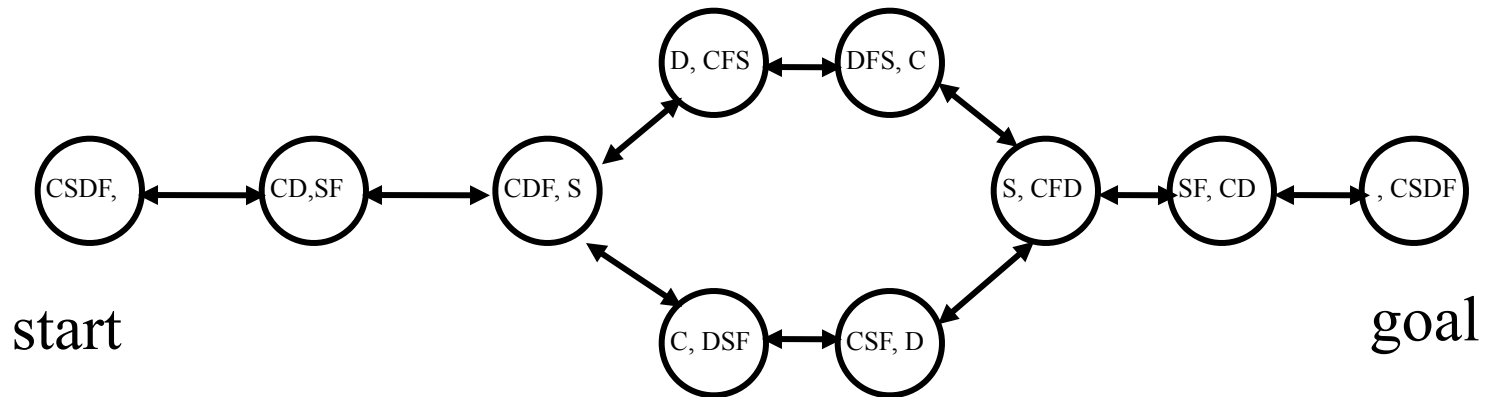 D, CFS
DFS, C
CSDF,
CD,SF
CDF, S
S, CFD
SF, CD
, CSDF
start
goal
C, DSF
CSF, D